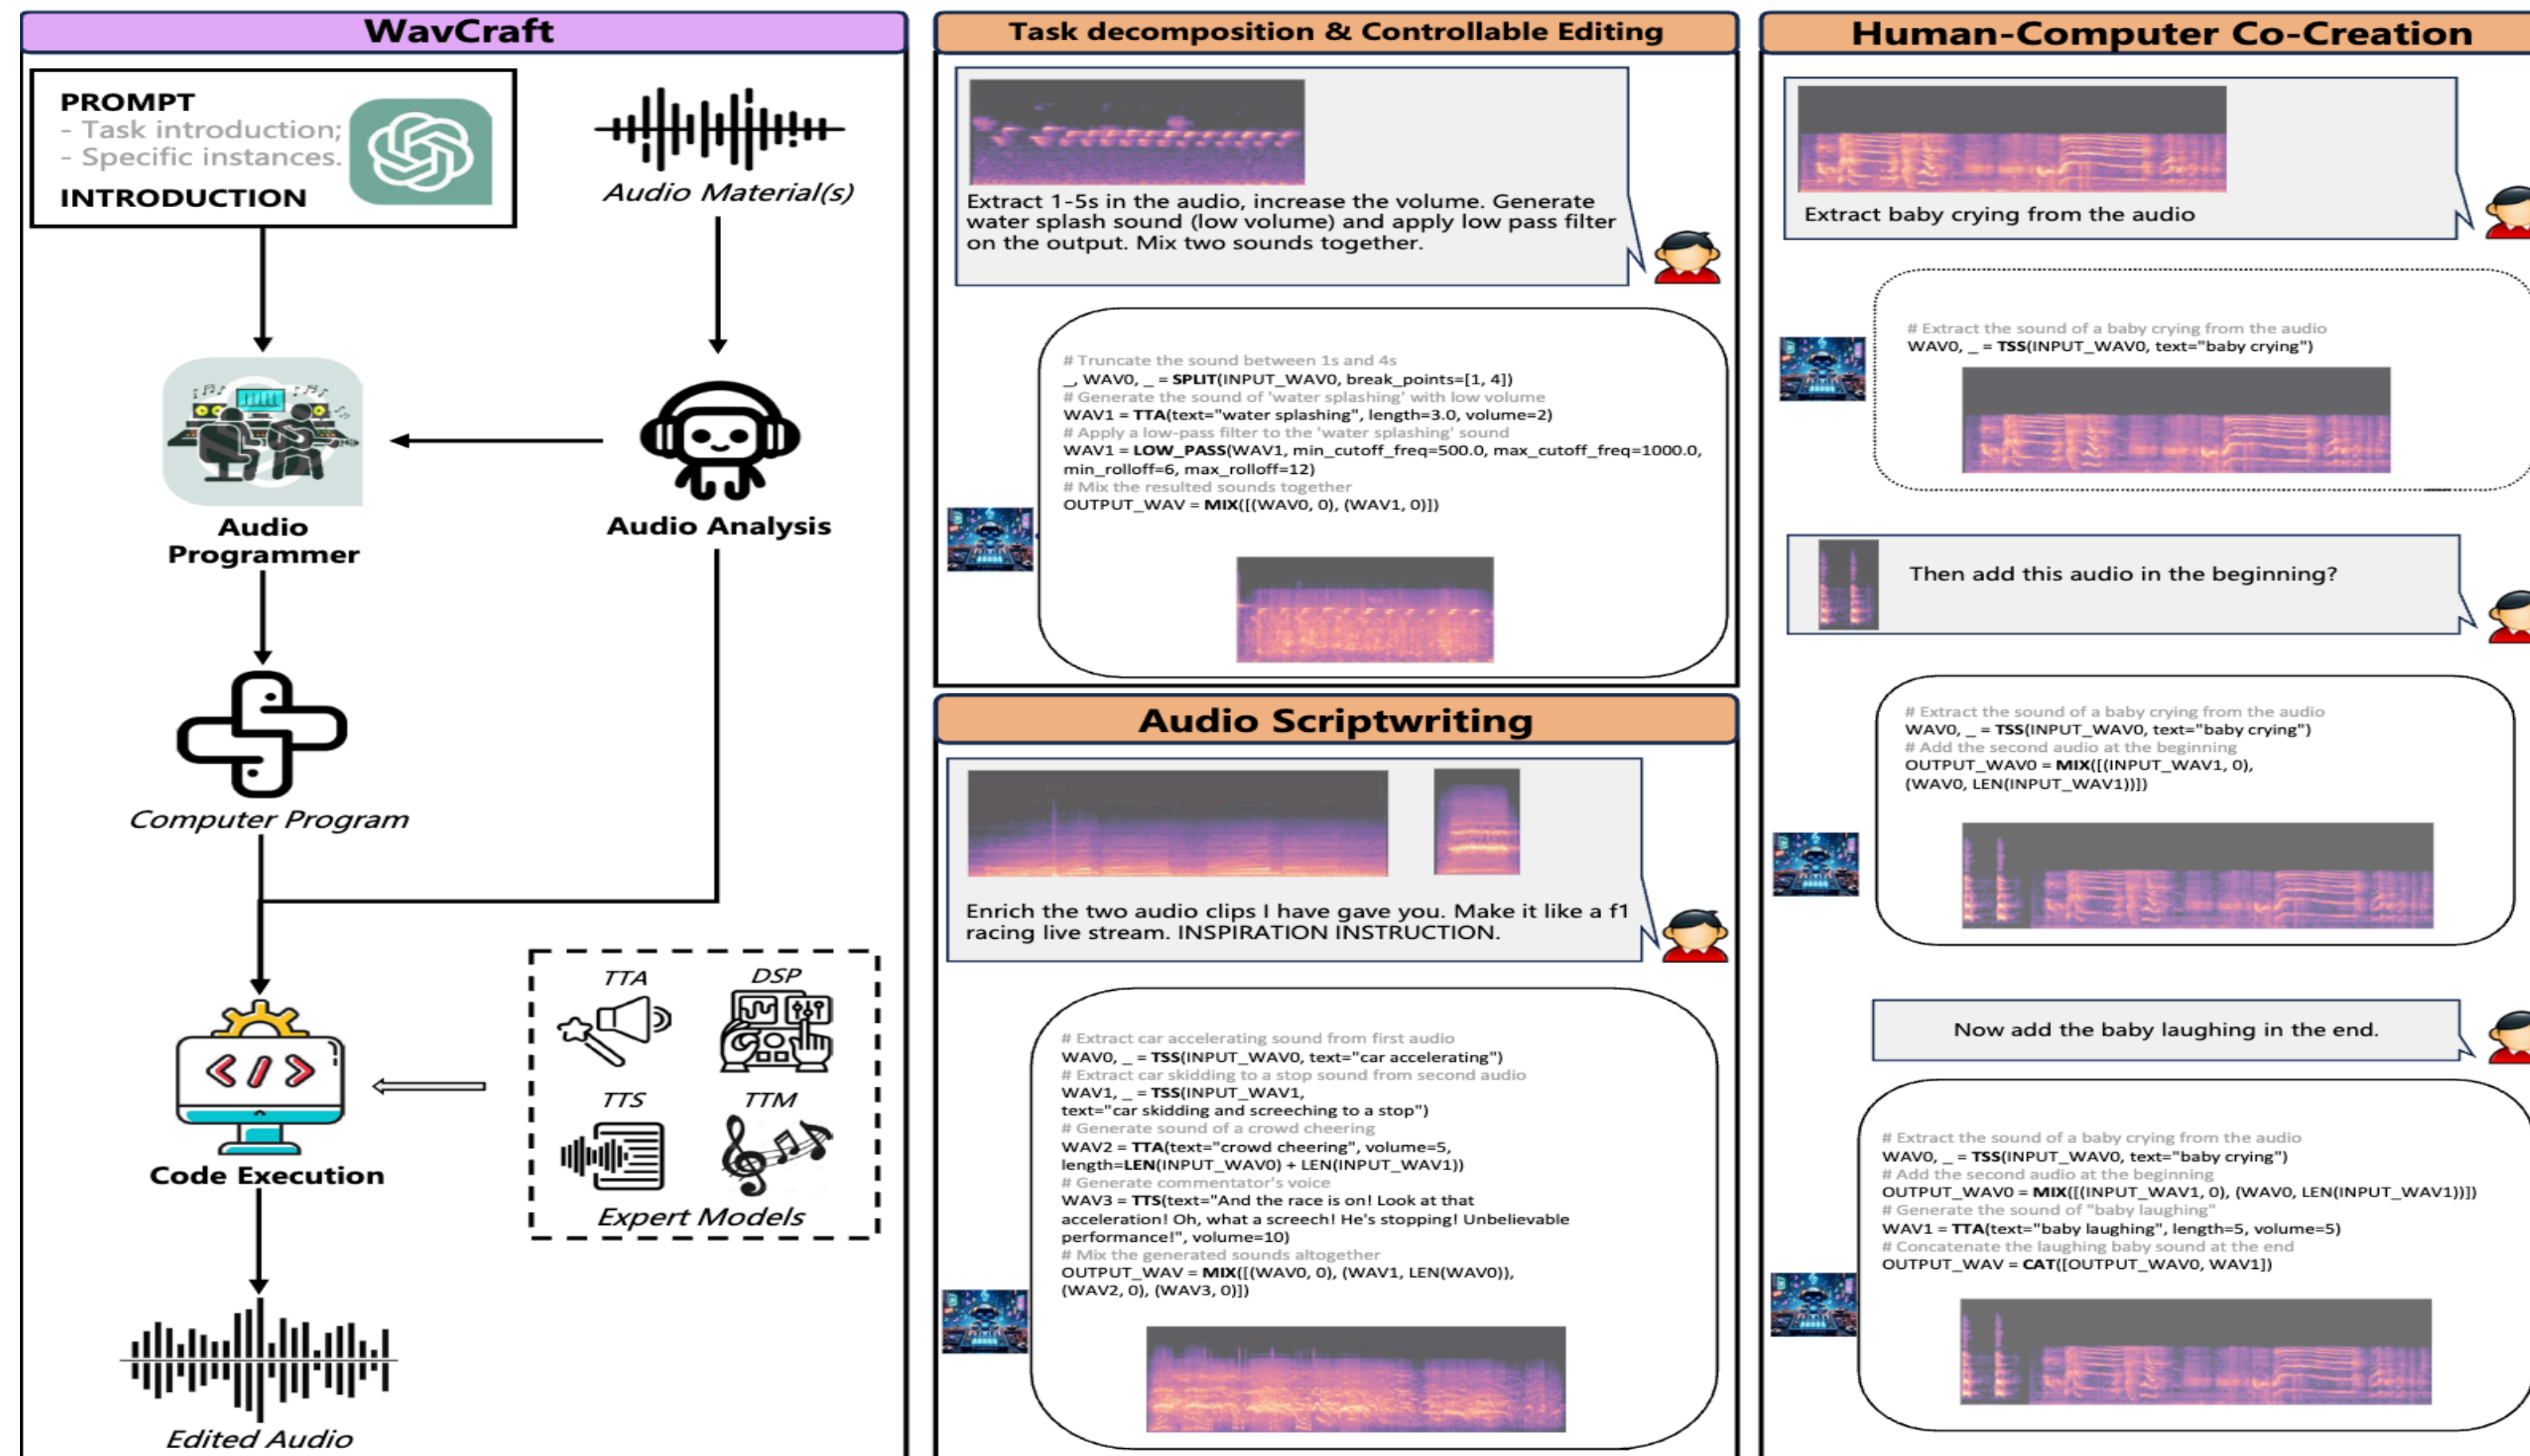 WavCraft
PROMPT
- Task introduction;
- Specific instances.
INTRODUCTION
Audio Material(s)
Audio
Programmer
Audio Analysis
Computer Program
TTA
DSP
TTS
TTM
Expert Models
Code Execution
Edited Audio
Task decomposition & Controllable Editing
Extract 1-5s in the audio, increase the volume. Generate
water splash sound (low volume) and apply low pass filter
on the output. Mix two sounds together.
# Truncate the sound between 1s and 4s
_, WAV0, _ = SPLIT(INPUT_WAV0, break_points=[1, 4])
# Generate the sound of 'water splashing' with low volume
WAV1 = TTA(text="water splashing", length=3.0, volume=2)
# Apply a low-pass filter to the 'water splashing' sound
WAV1 = LOW_PASS(WAV1, min_cutoff_freq=500.0, max_cutoff_freq=1000.0,
min_rolloff=6, max_rolloff=12)
# Mix the resulted sounds together
OUTPUT_WAV = MIX([(WAV0, 0), (WAV1, 0)])
Audio Scriptwriting
Enrich the two audio clips I have gave you. Make it like a f1
racing live stream. INSPIRATION INSTRUCTION.
# Extract car accelerating sound from first audio
WAV0, _ = TSS(INPUT_WAV0, text="car accelerating")
# Extract car skidding to a stop sound from second audio
WAV1, _ = TSS(INPUT_WAV1,
text="car skidding and screeching to a stop")
# Generate sound of a crowd cheering
WAV2 = TTA(text="crowd cheering", volume=5,
length=LEN(INPUT_WAV0) + LEN(INPUT_WAV1))
# Generate commentator's voice
WAV3 = TTS(text="And the race is on! Look at that
acceleration! Oh, what a screech! He's stopping! Unbelievable
performance!", volume=10)
# Mix the generated sounds altogether
OUTPUT_WAV = MIX([(WAV0, 0), (WAV1, LEN(WAV0)),
(WAV2, 0), (WAV3, 0)])
Human-Computer Co-Creation
Extract baby crying from the audio
# Extract the sound of a baby crying from the audio
WAV0, _ = TSS(INPUT_WAV0, text="baby crying")
Then add this audio in the beginning?
# Extract the sound of a baby crying from the audio
WAV0, _ = TSS(INPUT_WAV0, text="baby crying")
# Add the second audio at the beginning
OUTPUT_WAV0 = MIX([(INPUT_WAV1, 0),
(WAV0, LEN(INPUT_WAV1))])
Now add the baby laughing in the end.
# Extract the sound of a baby crying from the audio
WAV0, _ = TSS(INPUT_WAV0, text="baby crying")
# Add the second audio at the beginning
OUTPUT_WAV0 = MIX([(INPUT_WAV1, 0), (WAV0, LEN(INPUT_WAV1))])
# Generate the sound of "baby laughing"
WAV1 = TTA(text="baby laughing", length=5, volume=5)
# Concatenate the laughing baby sound at the end
OUTPUT_WAV = CAT([OUTPUT_WAV0, WAV1])